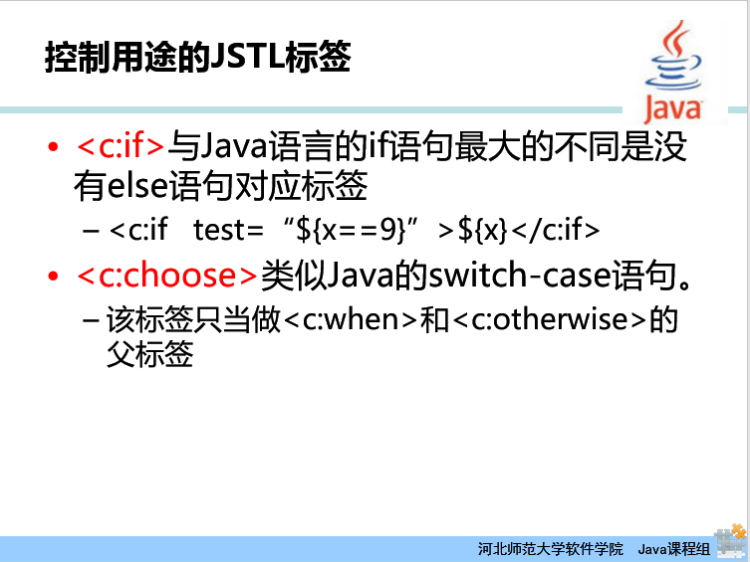 控制用途的JSTL标签
Java
• <c:if>与Java语言的if语句最大的不同是没
有else语句对应标签
– <c:if test=“${x==9}”>${x}</c:if>
• <c:choose>类似Java的switch-case语句。
– 该标签只当做<c:when>和<c:otherwise>的
父标签
河北师范大学软件学院 Java课程组